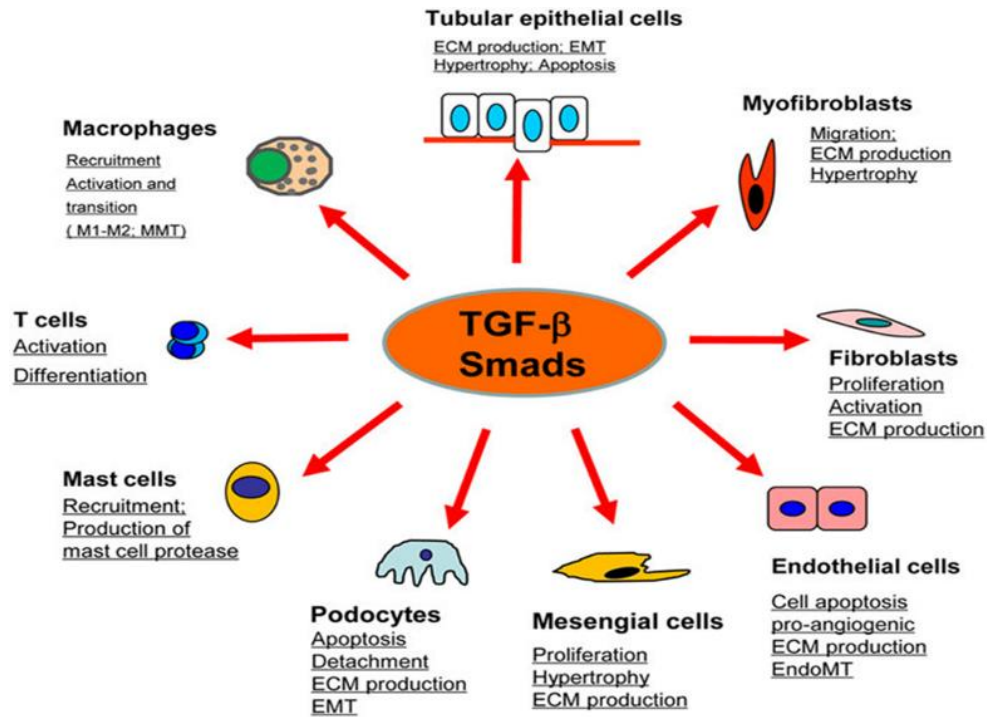 Tubular epithelial cells
ECM production; EMT
Hypertrophy; Apoptosis
Macrophages
Recruitment
Activation and
transition
( M1-M2; MMT)
Myofibroblasts
Migration;
ECM production
Hypertrophy
TGF-β
Smads
T cells
Activation
Differentiation
Fibroblasts
Proliferation
Activation
ECM production
Mast cells
Recruitment;
Production of
mast cell protease
Podocytes
Apoptosis
Detachment
ECM production
EMT
Mesengial cells
Proliferation
Hypertrophy
ECM production
Endothelial cells
Cell apoptosis
pro-angiogenic
ECM production
EndoMT